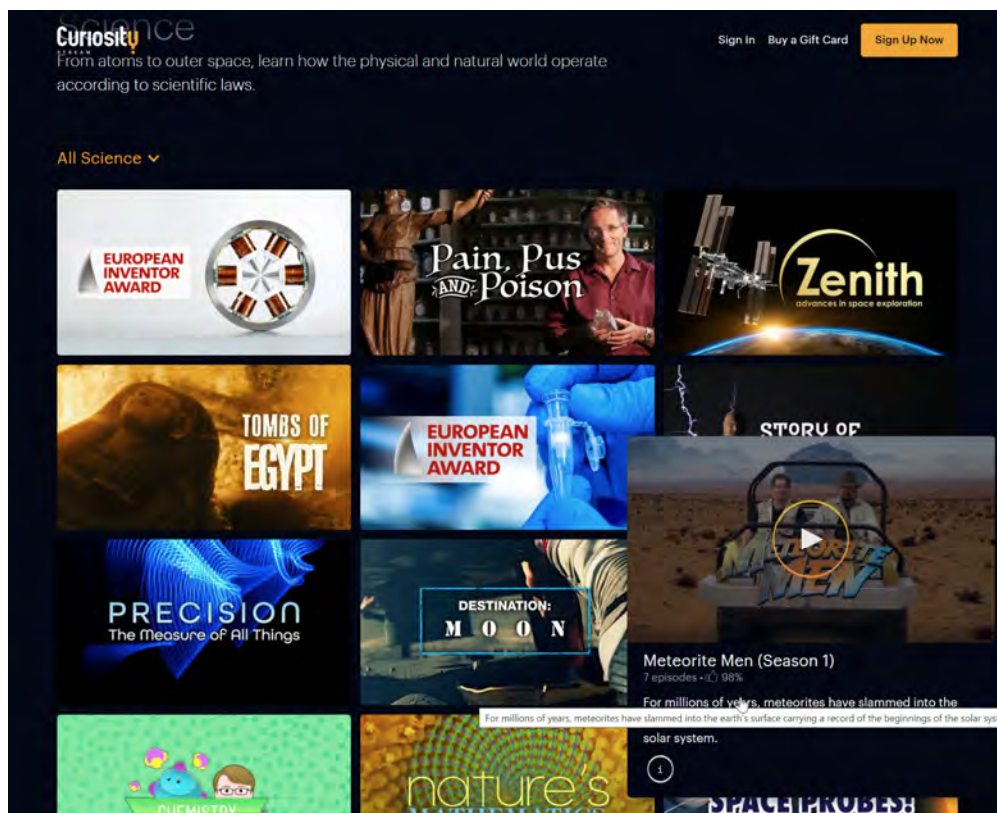 Science
Curiosity
STREAM
Sign In
Buy a Gift Card
Sign Up Now
From atoms to outer space, learn how the physical and natural world operate
according to scientific laws.
All Science
EUROPEAN
INVENTOR
AWARD
Pain, Pus
AND Poison
Zenith
advances in space exploration
TOMBS OF
EGYPT
EUROPEAN
INVENTOR
AWARD
STORY OF
METEORITE
MEN
PRECISION
The Measure of All Things
DESTINATION:
MOON
Meteorite Men (Season 1)
7 episodes • 98%
For millions of years, meteorites have slammed into the
For millions of years, meteorites have slammed into the earth's surface carrying a record of the beginnings of the solar sys
solar system.
i
CHEMISTRY
nature's
MATHEMATICS
SPACE PROBES!